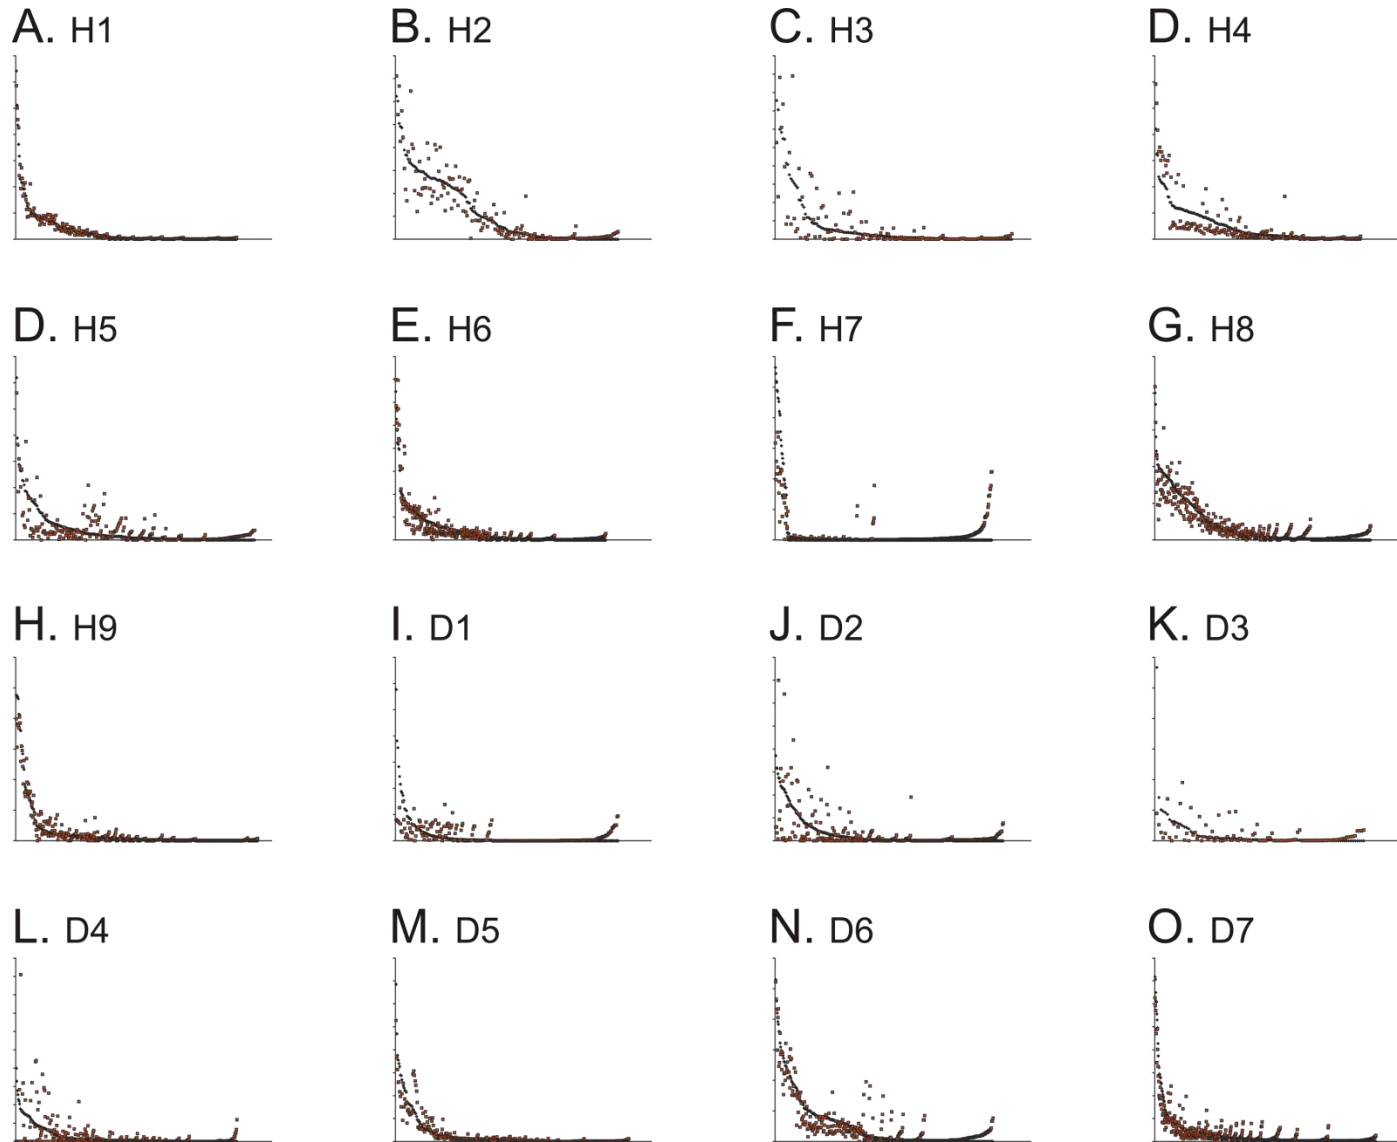 A. H1
B. H2
C. H3
D. H4
D. H5
E. H6
F. H7
G. H8
H. H9
I. D1
J. D2
K. D3
L. D4
M. D5
N. D6
O. D7